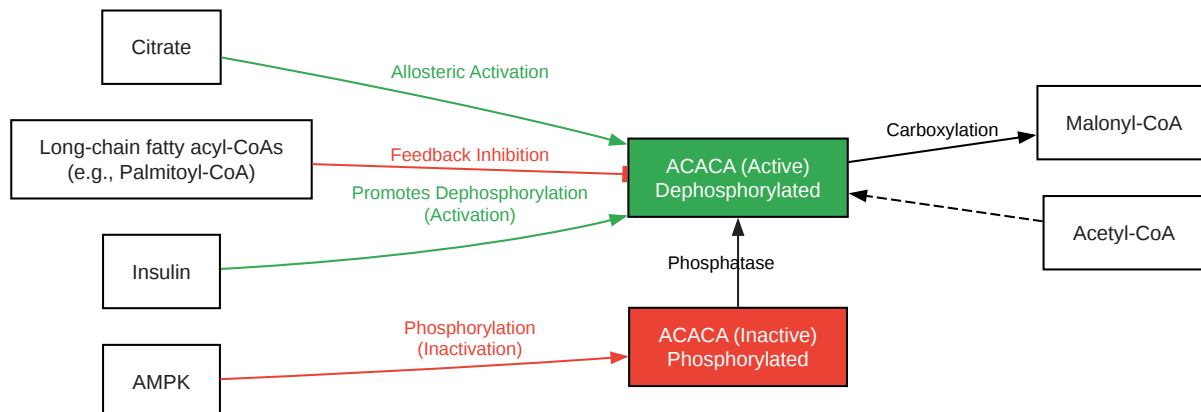 Citrate
Allosteric Activation
Long-chain fatty acyl-CoAs
(e.g., Palmitoyl-CoA)
Feedback Inhibition
ACACA (Active)
Dephosphorylated
Carboxylation
Malonyl-CoA
Promotes Dephosphorylation
(Activation)
Acetyl-CoA
Insulin
Phosphatase
Phosphorylation
(Inactivation)
ACACA (Inactive)
Phosphorylated
AMPK